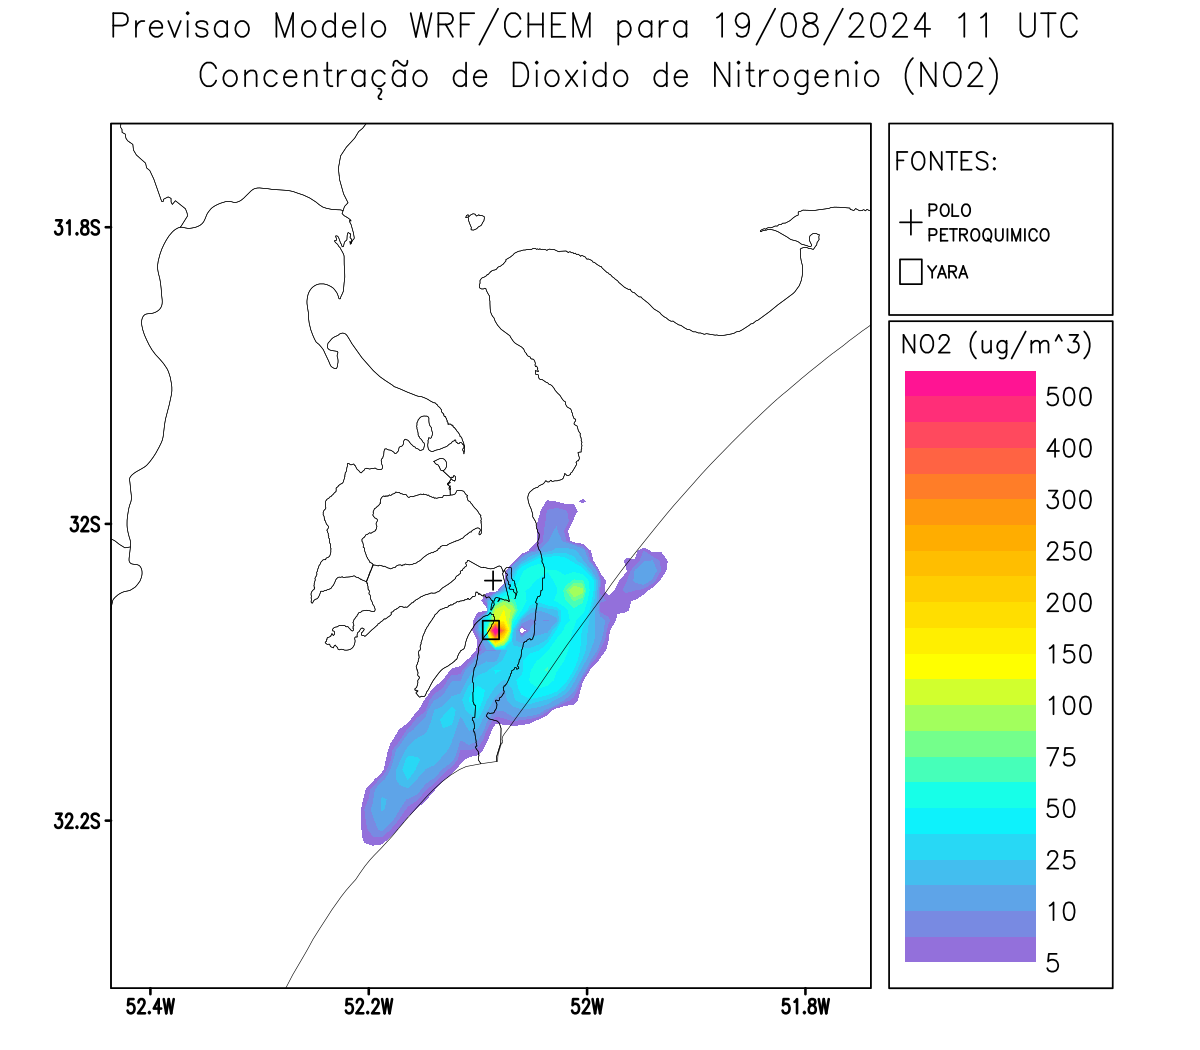 Previsao Modelo WRF/CHEM para 19/08/2024 11 UTC
Concentração de Dioxido de Nitrogenio (NO2)
FONTES:
POLO
PETROQUIMICO
YARA
31.8S
32S
32.2S
52.4W
52.2W
52W
51.8W
NO2 (ug/m^3)
500
400
300
250
200
150
100
75
50
25
10
5